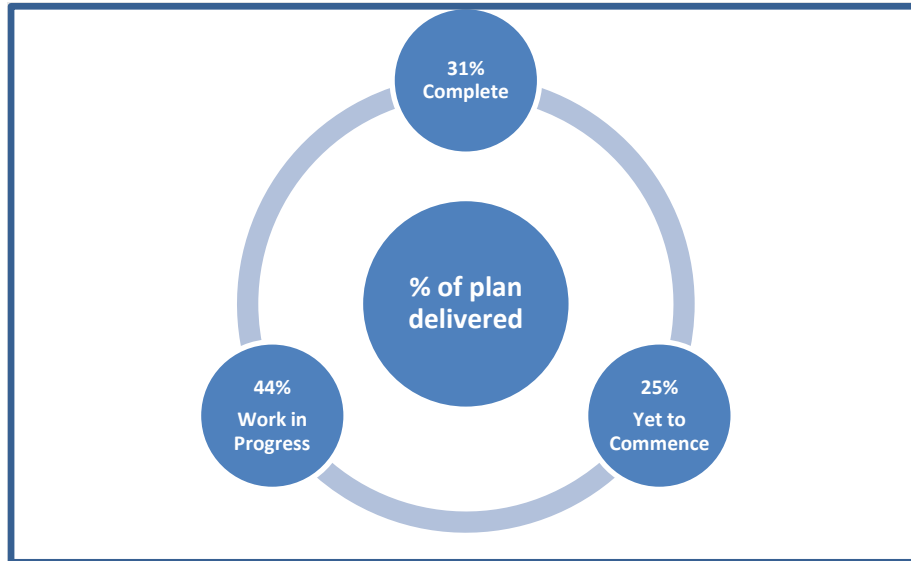 31%
Complete
% of plan
delivered
44%
Work in
Progress
25%
Yet to
Commence